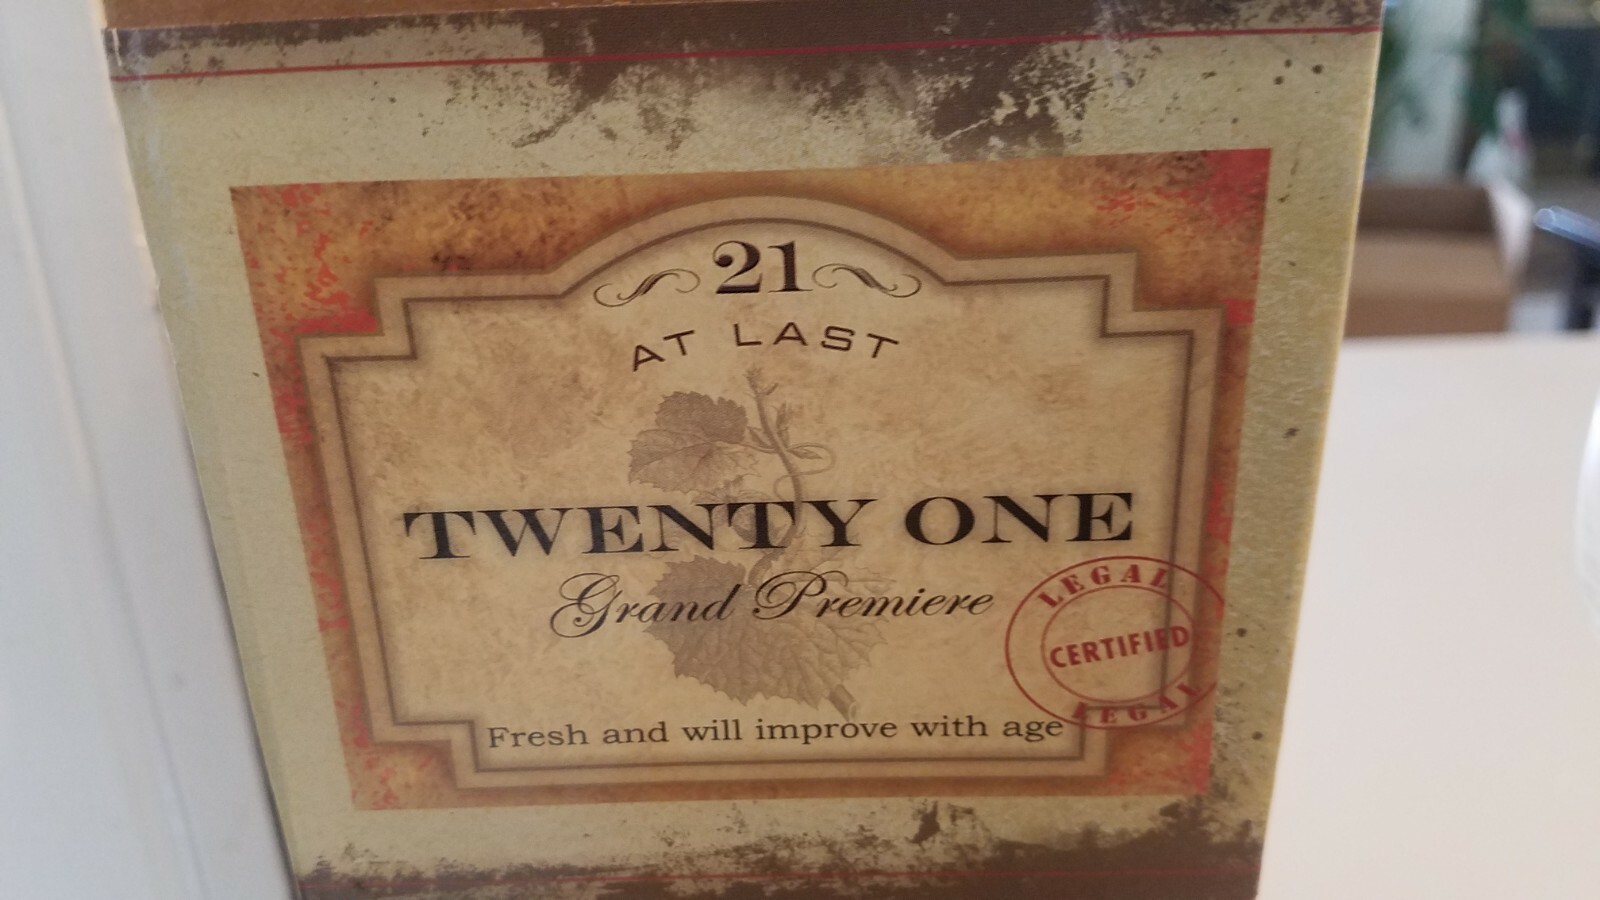 21
AT LAST
TWENTY ONE
Grand Premiere
LEGAL
CERTIFIED
LEGAL
Fresh and will improve with age